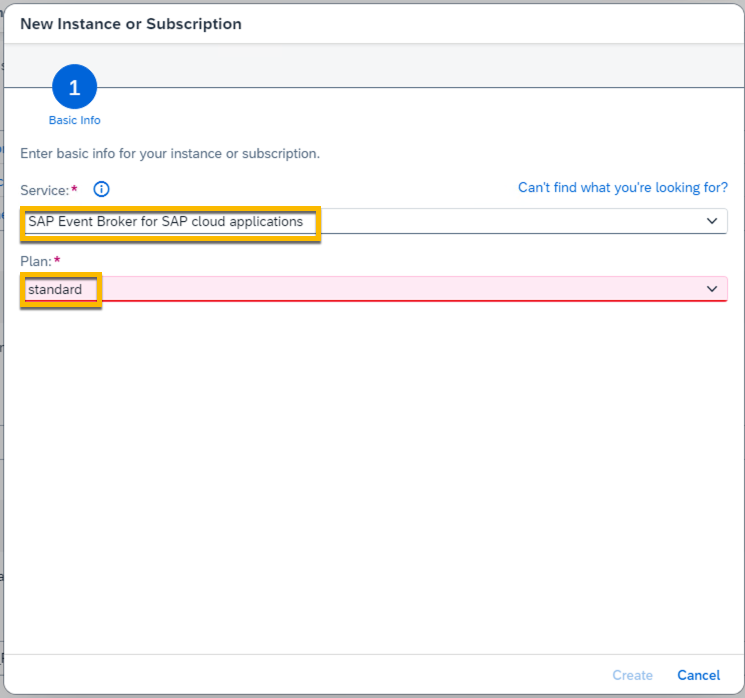 New Instance or Subscription
1
Basic Info
Enter basic info for your instance or subscription.
Service:* Can't find what you're looking for?
SAP Event Broker for SAP cloud applications
Plan:*
standard
Create Cancel